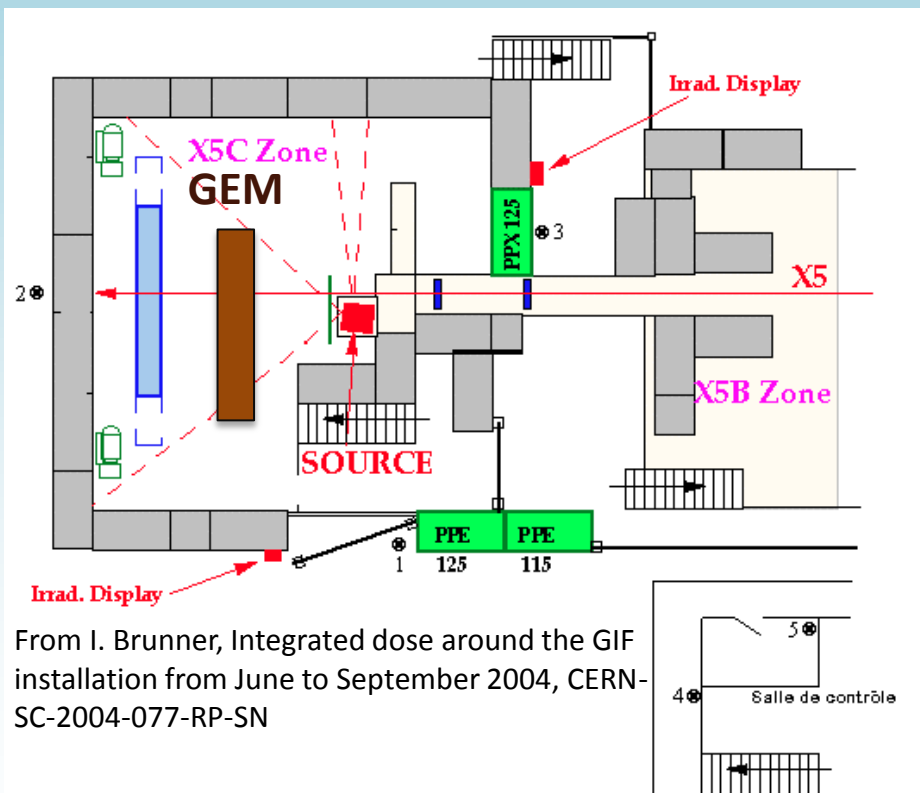 Irrad. Display
X5C Zone
GEM
PPX 125
3
X5
2
X5B Zone
SOURCE
PPE
125
PPE
115
1
Irrad. Display
From I. Brunner, Integrated dose around the GIF
installation from June to September 2004, CERN-
SC-2004-077-RP-SN
5
4
Salle de contrôle